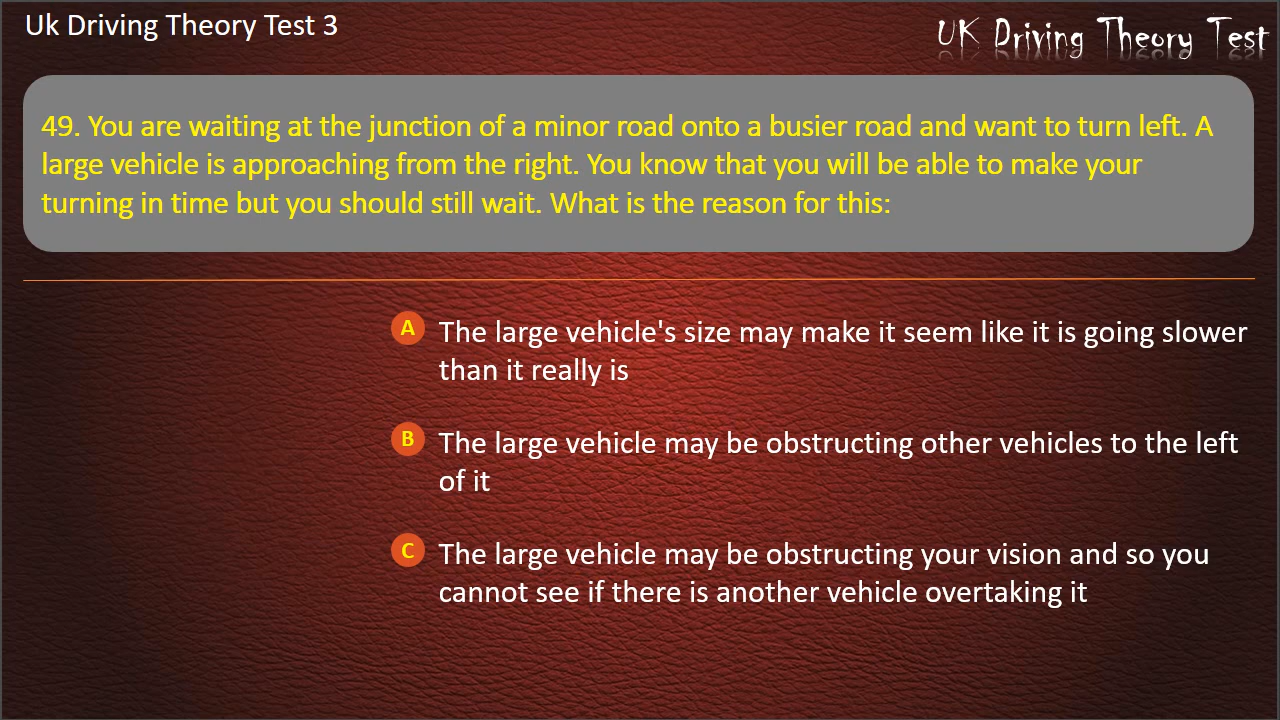 Uk Driving Theory Test 3
UK Driving Theory Test
49. You are waiting at the junction of a minor road onto a busier road and want to turn left. A
large vehicle is approaching from the right. You know that you will be able to make your
turning in time but you should still wait. What is the reason for this:
A The large vehicle's size may make it seem like it is going slower
than it really is
B The large vehicle may be obstructing other vehicles to the left
of it
C The large vehicle may be obstructing your vision and so you
cannot see if there is another vehicle overtaking it